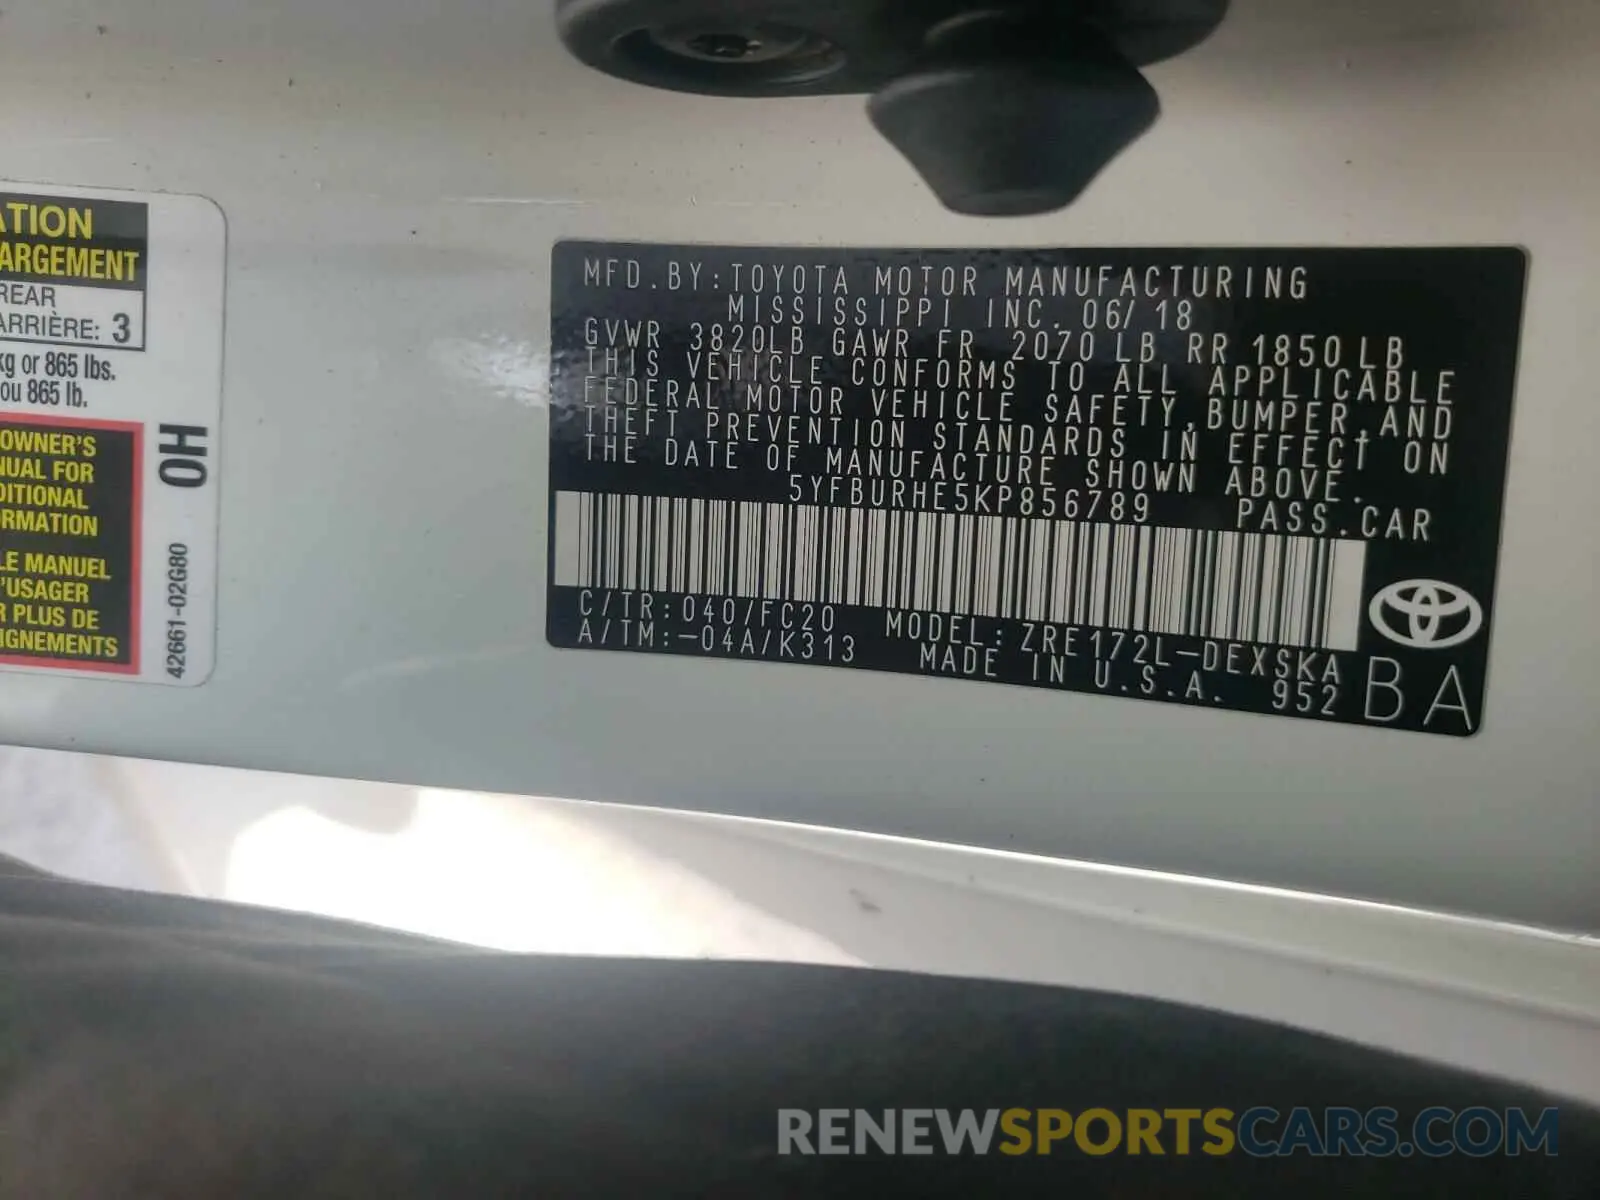 ATION
ARGEMENT
REAR
ARRIÈRE: 3
kg or 865 lbs.
ou 865 lb.
OWNER'S
NUAL FOR
DITIONAL
ORMATION
LE MANUEL
D'USAGER
R PLUS DE
IGNEMENTS
OH
42661-02G80
MFD.BY:TOYOTA MOTOR MANUFACTURING
MISSISSIPPI INC. 06/18
GVWR 3820LB GAWR FR 2070LB RR 1850LB
THIS VEHICLE CONFORMS TO ALL APPLICABLE
FEDERAL MOTOR VEHICLE SAFETY,BUMPER,AND
THEFT PREVENTION STANDARDS IN EFFECT ON
THE DATE OF MANUFACTURE SHOWN ABOVE.
5YFBURHE5KP856789 PASS.CAR
C/TR:040/FC20 MODEL:ZRE172L-DEXSKA
A/TM:-04A/K313 MADE IN U.S.A. 952
BA
RENEWSPORTSCARS.COM